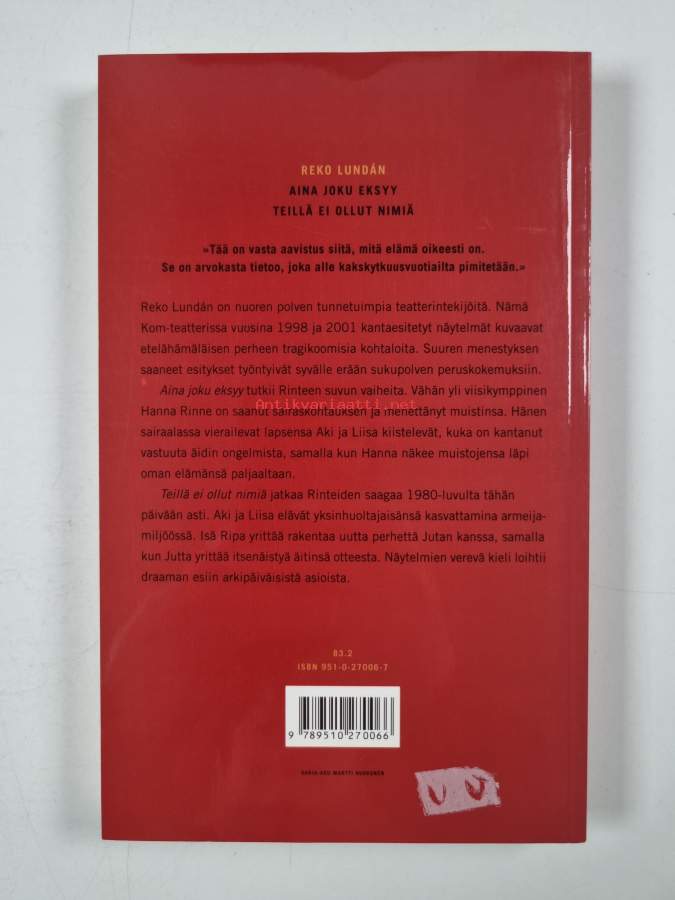 REKO LUNDÁN
AINA JOKU EKSYY
TEILLÄ EI OLLUT NIMIÄ
»Tää on vasta aavistus siitä, mitä elämä oikeesti on.
Se on arvokasta tietoo, joka alle kakskytkuusvuotiailta pimitetään.»
Reko Lundán on nuoren polven tunnetuimpia teatterintekijöitä. Nämä
Kom-teatterissa vuosina 1998 ja 2001 kantaesitetyt näytelmät kuvaavat
etelähämäläisen perheen tragikoomisia kohtaloita. Suuren menestyksen
saaneet esitykset työntyivät syvälle erään sukupolven peruskokemuksiin.
Aina joku eksyy tutkii Rinteen suvun vaiheita. Vähän yli viisikymppinen
Antikvariaatti.net
Hanna Rinne on saanut sairaskohtauksen ja menettänyt muistinsa. Hänen
sairaalassa vierailevat lapsensa Aki ja Liisa kiistelevät, kuka on kantanut
vastuuta äidin ongelmista, samalla kun Hanna näkee muistojensa läpi
oman elämänsä paljaaltaan.
Teillä ei ollut nimiä jatkaa Rinteiden saagaa 1980-luvulta tähän
päivään asti. Aki ja Liisa elävät yksinhuoltajaisänsä kasvattamina armeija-
miljöössä. Isä Ripa yrittää rakentaa uutta perhettä Jutan kanssa, samalla
kun Jutta yrittää itsenäistyä äitinsä otteesta. Näytelmien verevä kieli loihtii
draaman esiin arkipäiväisistä asioista.
83.2
ISBN 951-0-27006-7
9 789510 270066
SARJA-ASU MARTTI RUOKONEN